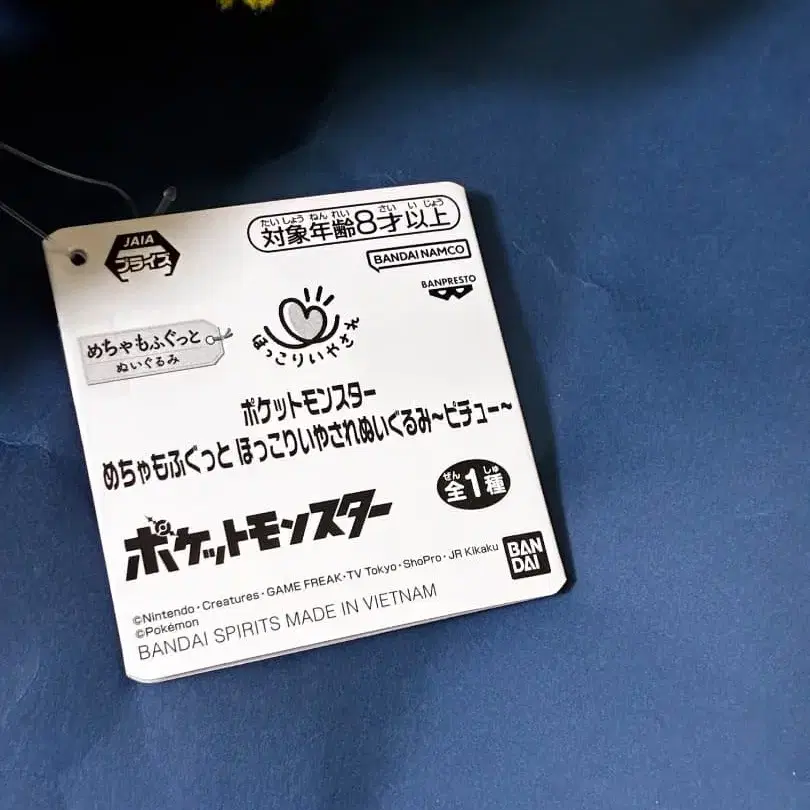 JAIA
プライズ
たいしょうねんれい さいいじょう
対象年齢8才以上
BANDAI NAMCO
BANPRESTO
めちゃもふぐっと
ぬいぐるみ
ほっこりいやされ
ポケットモンスター
めちゃもふぐっと ほっこりいやされぬいぐるみ~ピチュー~
ぜん しゅ
全1種
ポケットモンスター
©Nintendo・Creatures・GAME FREAK・TV Tokyo・ShoPro・JR Kikaku
©Pokémon
BAN
DAI
BANDAI SPIRITS MADE IN VIETNAM